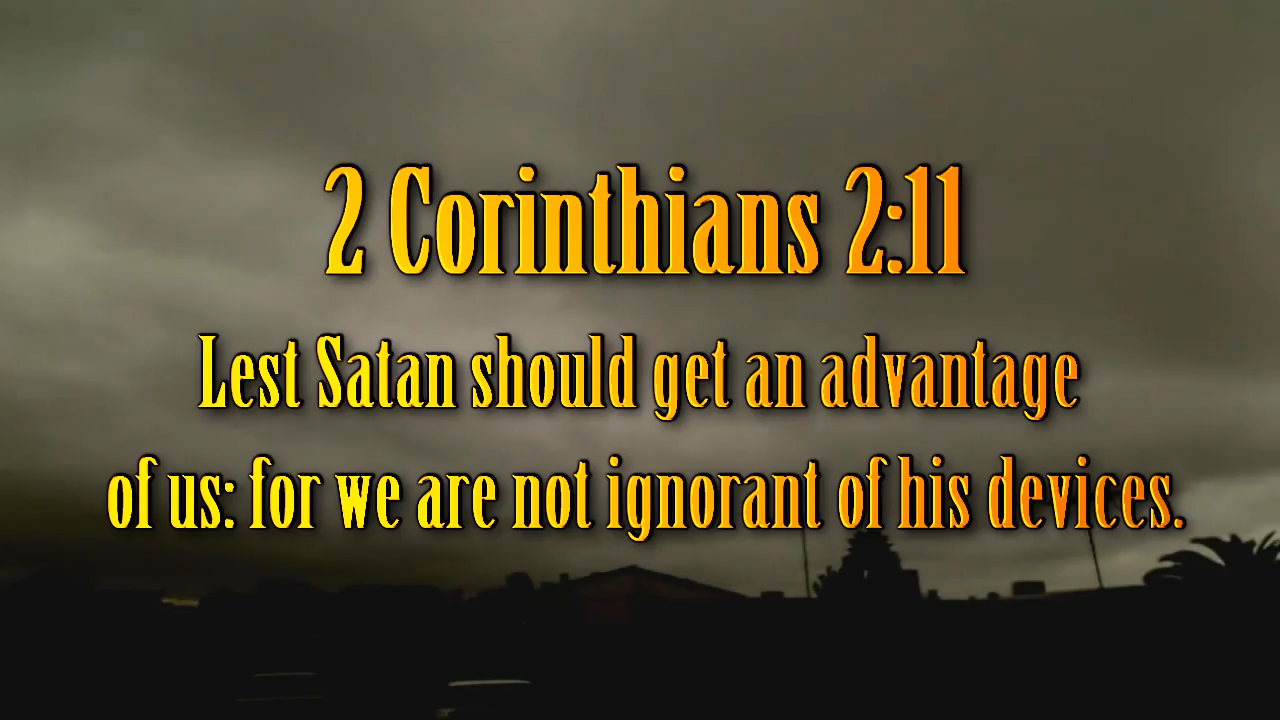 2 Corinthians 2:11
Lest Satan should get an advantage
of us: for we are not ignorant of his devices.